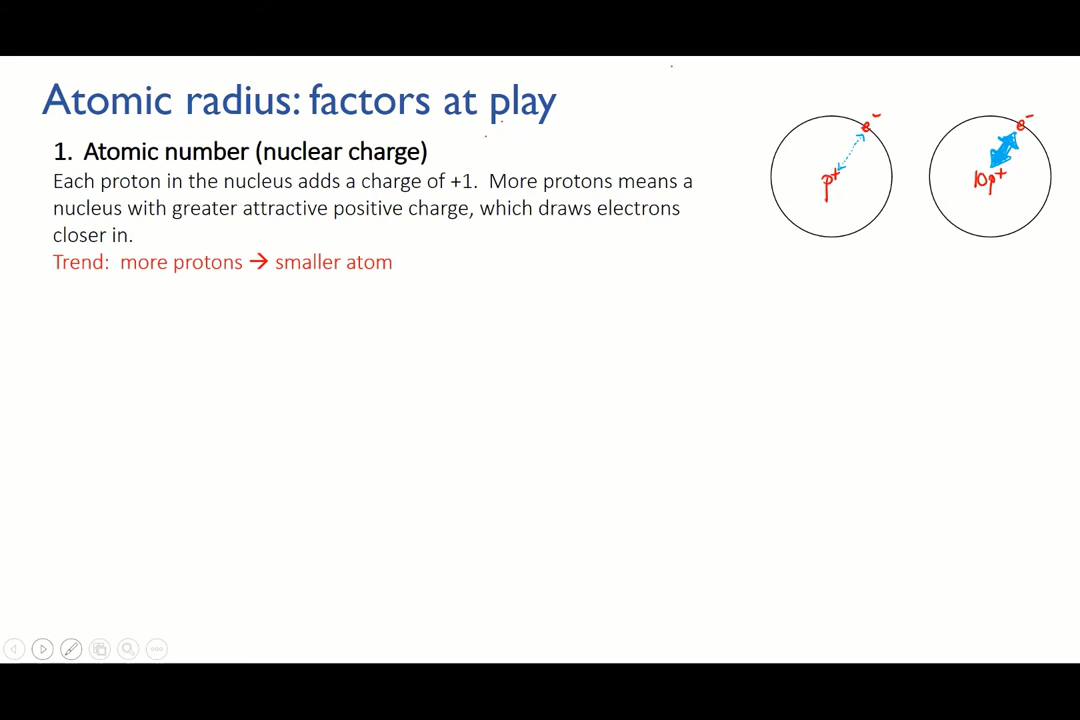 Atomic radius: factors at play
1. Atomic number (nuclear charge)
Each proton in the nucleus adds a charge of +1. More protons means a
nucleus with greater attractive positive charge, which draws electrons
closer in.
Trend: more protons → smaller atom
e⁻
p⁺
e⁻
10p⁺